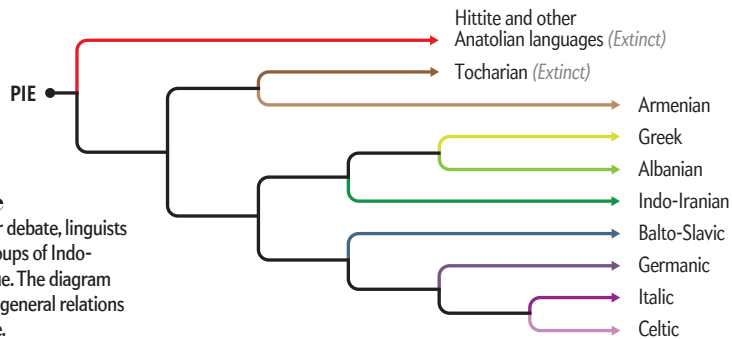 Hittite and other
Anatolian languages (Extinct)
Tocharian (Extinct)
PIE
Armenian
Greek
Albanian
Indo-Iranian
Balto-Slavic
Germanic
Italic
Celtic
debate, linguists
of Indo-
The diagram
general relations